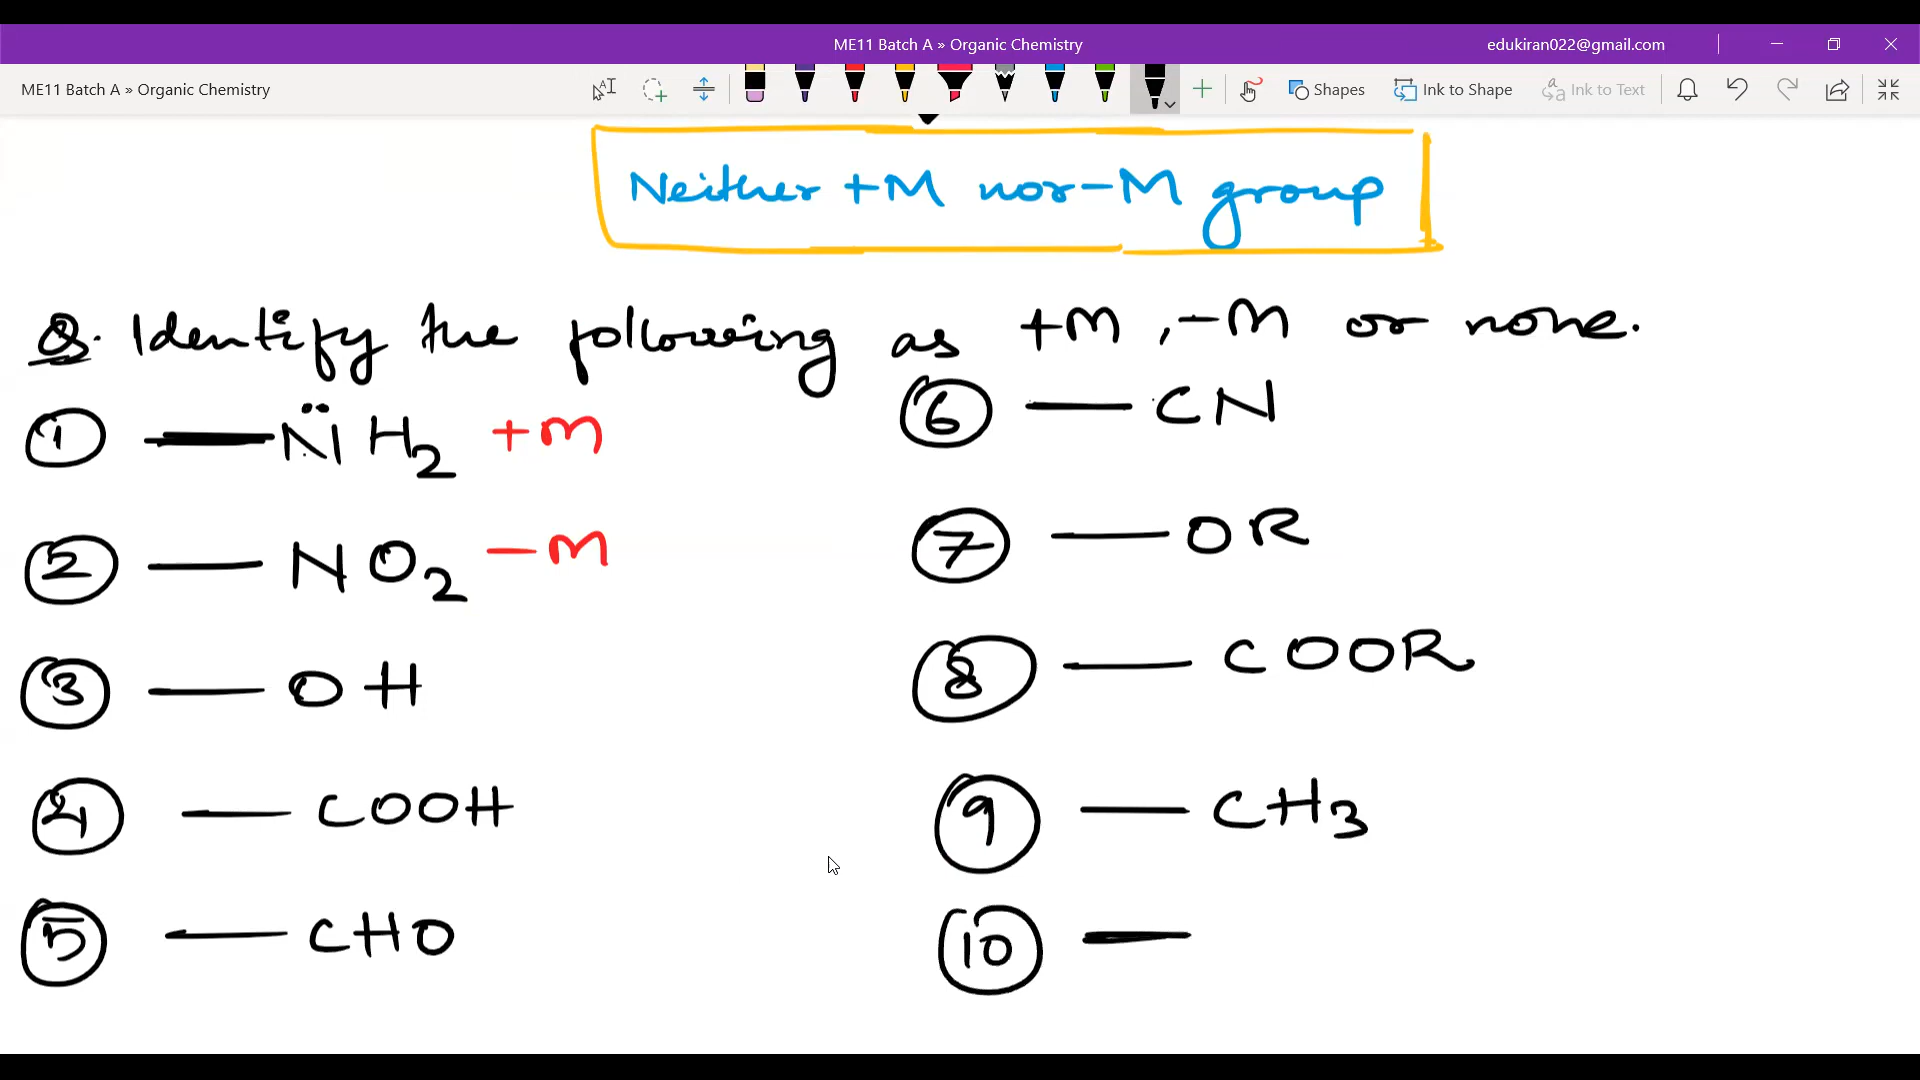 ME11 Batch A » Organic Chemistry
edukiran022@gmail.com
ME11 Batch A » Organic Chemistry
Shapes
Ink to Shape
Ink to Text
Neither +M nor -M group
Q. Identify the following as +M, -M or none.
① —N̈H2 +M
② —NO2 -M
③ —OH
④ —COOH
⑤ —CHO
⑥ —CN
⑦ —OR
⑧ —COOR
⑨ —CH3
⑩ —